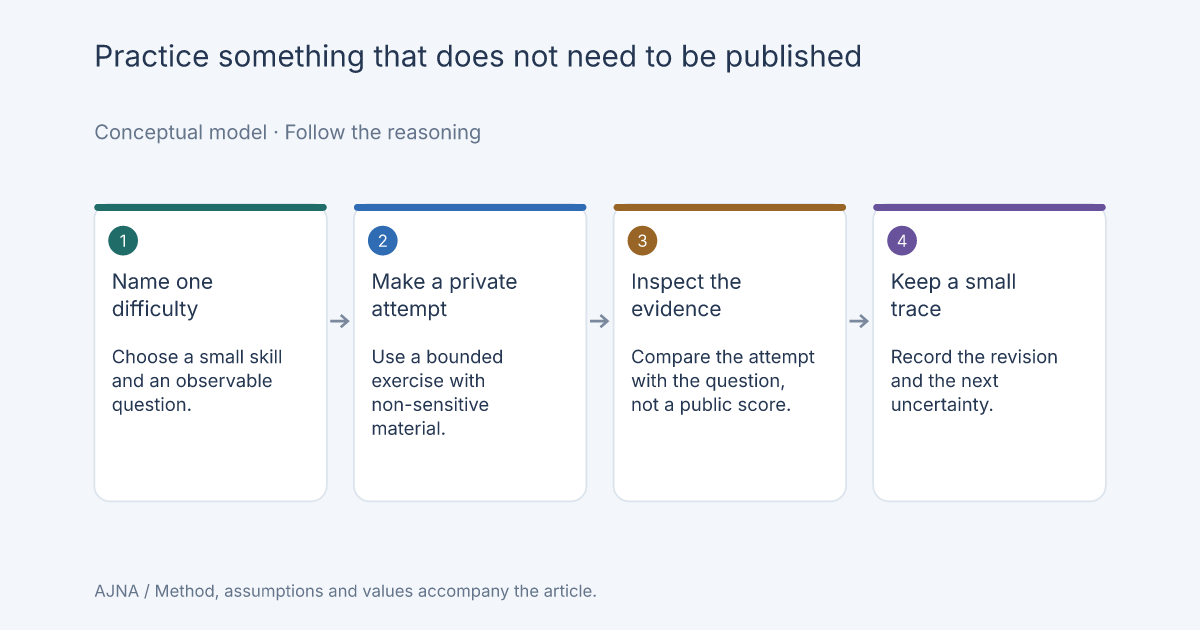 Practice something that does not need to be published
Conceptual model · Follow the reasoning
1
Name one
difficulty
Choose a small skill
and an observable
question.
→
2
Make a private
attempt
Use a bounded
exercise with
non-sensitive
material.
→
3
Inspect the
evidence
Compare the attempt
with the question,
not a public score.
→
4
Keep a small
trace
Record the revision
and the next
uncertainty.
AJNA / Method, assumptions and values accompany the article.